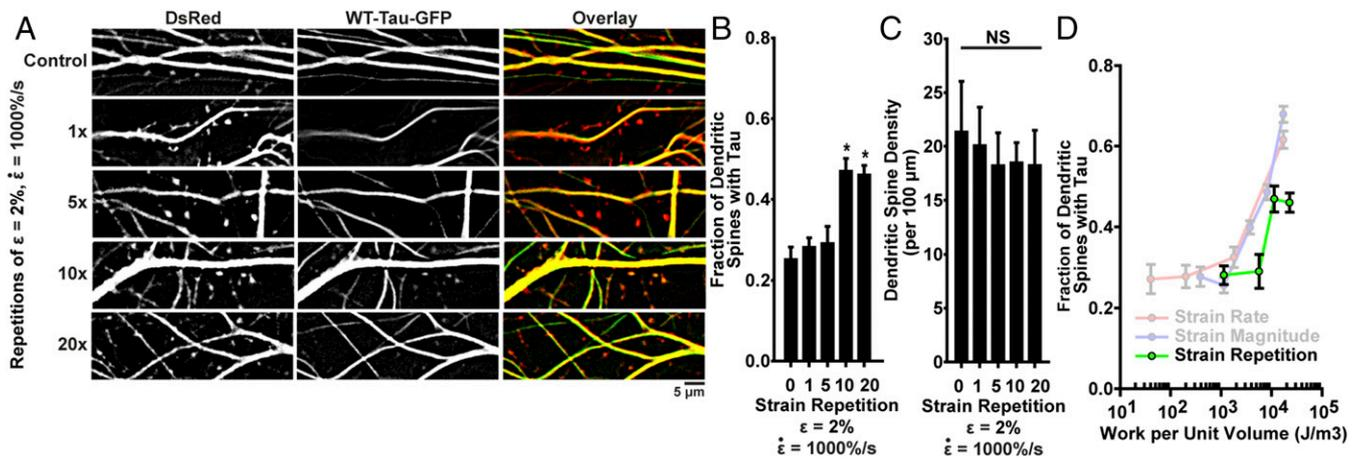 A
DsRed
WT-Tau-GFP
Overlay
Repetitions of ε = 2%, ε̇ = 1000%/s
Control
1x
5x
10x
20x
5 μm
B
Fraction of Dendritic
Spines with Tau
0.8
0.6
0.4
0.2
0.0
* *
0 1 5 10 20
Strain Repetition
ε = 2%
ε̇ = 1000%/s
C
Dendritic Spine Density
(per 100 μm)
30
25
20
15
10
5
0
NS
0 1 5 10 20
Strain Repetition
ε = 2%
ε̇ = 1000%/s
D
Fraction of Dendritic
Spines with Tau
0.8
0.6
0.4
0.2
0.0
Strain Rate
Strain Magnitude
Strain Repetition
10¹ 10² 10³ 10⁴ 10⁵
Work per Unit Volume (J/m3)